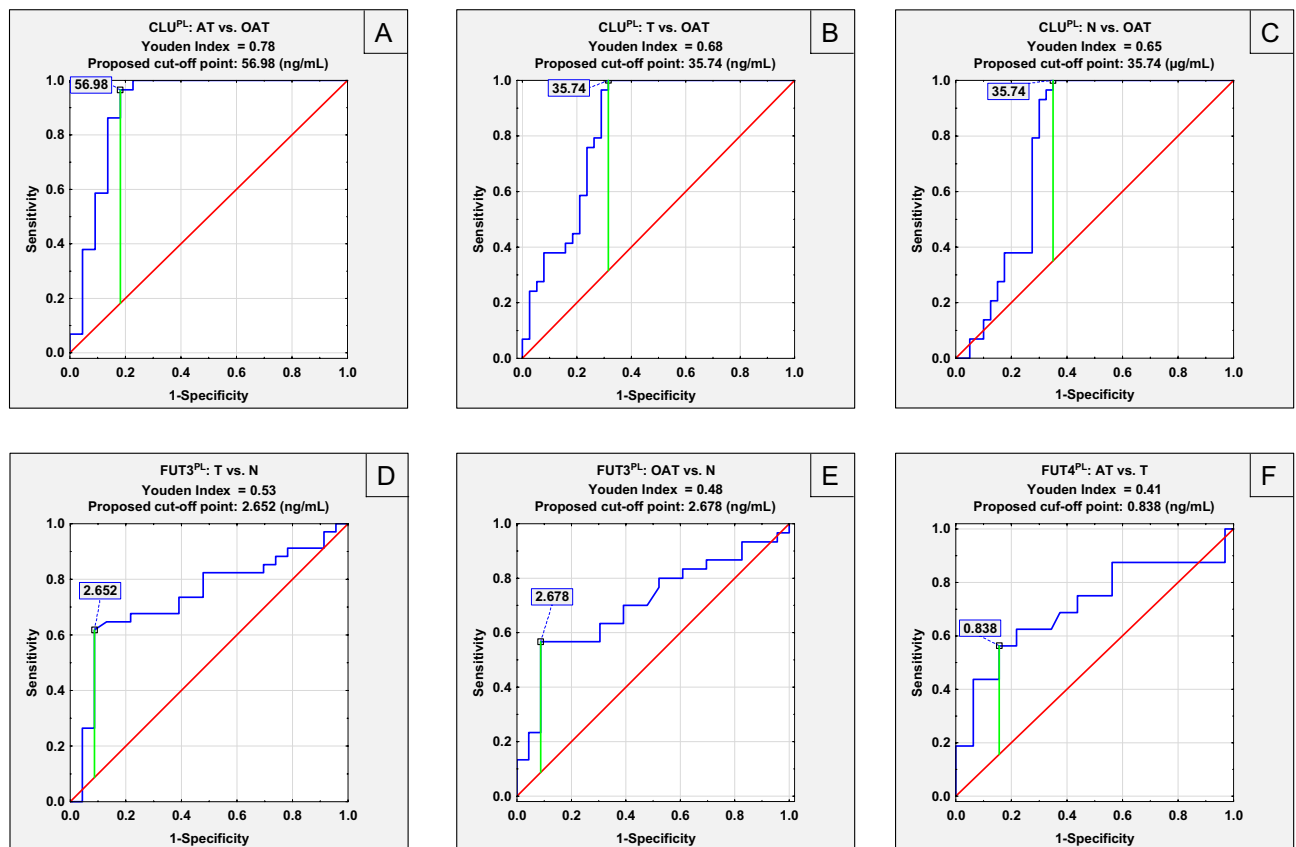 CLUPL: AT vs. OAT
Youden Index = 0.78
Proposed cut-off point: 56.98 (ng/mL)
A
1.0
0.8
0.6
0.4
0.2
0.0
Sensitivity
56.98
0.0 0.2 0.4 0.6 0.8 1.0
1-Specificity
CLUPL: T vs. OAT
Youden Index = 0.68
Proposed cut-off point: 35.74 (ng/mL)
B
1.0
0.8
0.6
0.4
0.2
0.0
Sensitivity
35.74
0.0 0.2 0.4 0.6 0.8 1.0
1-Specificity
CLUPL: N vs. OAT
Youden Index = 0.65
Proposed cut-off point: 35.74 (µg/mL)
C
1.0
0.8
0.6
0.4
0.2
0.0
Sensitivity
35.74
0.0 0.2 0.4 0.6 0.8 1.0
1-Specificity
FUT3PL: T vs. N
Youden Index = 0.53
Proposed cut-off point: 2.652 (ng/mL)
D
1.0
0.8
0.6
0.4
0.2
0.0
Sensitivity
2.652
0.0 0.2 0.4 0.6 0.8 1.0
1-Specificity
FUT3PL: OAT vs. N
Youden Index = 0.48
Proposed cut-off point: 2.678 (ng/mL)
E
1.0
0.8
0.6
0.4
0.2
0.0
Sensitivity
2.678
0.0 0.2 0.4 0.6 0.8 1.0
1-Specificity
FUT4PL: AT vs. T
Youden Index = 0.41
Proposed cuf-off point: 0.838 (ng/mL)
F
1.0
0.8
0.6
0.4
0.2
0.0
Sensitivity
0.838
0.0 0.2 0.4 0.6 0.8 1.0
1-Specificity